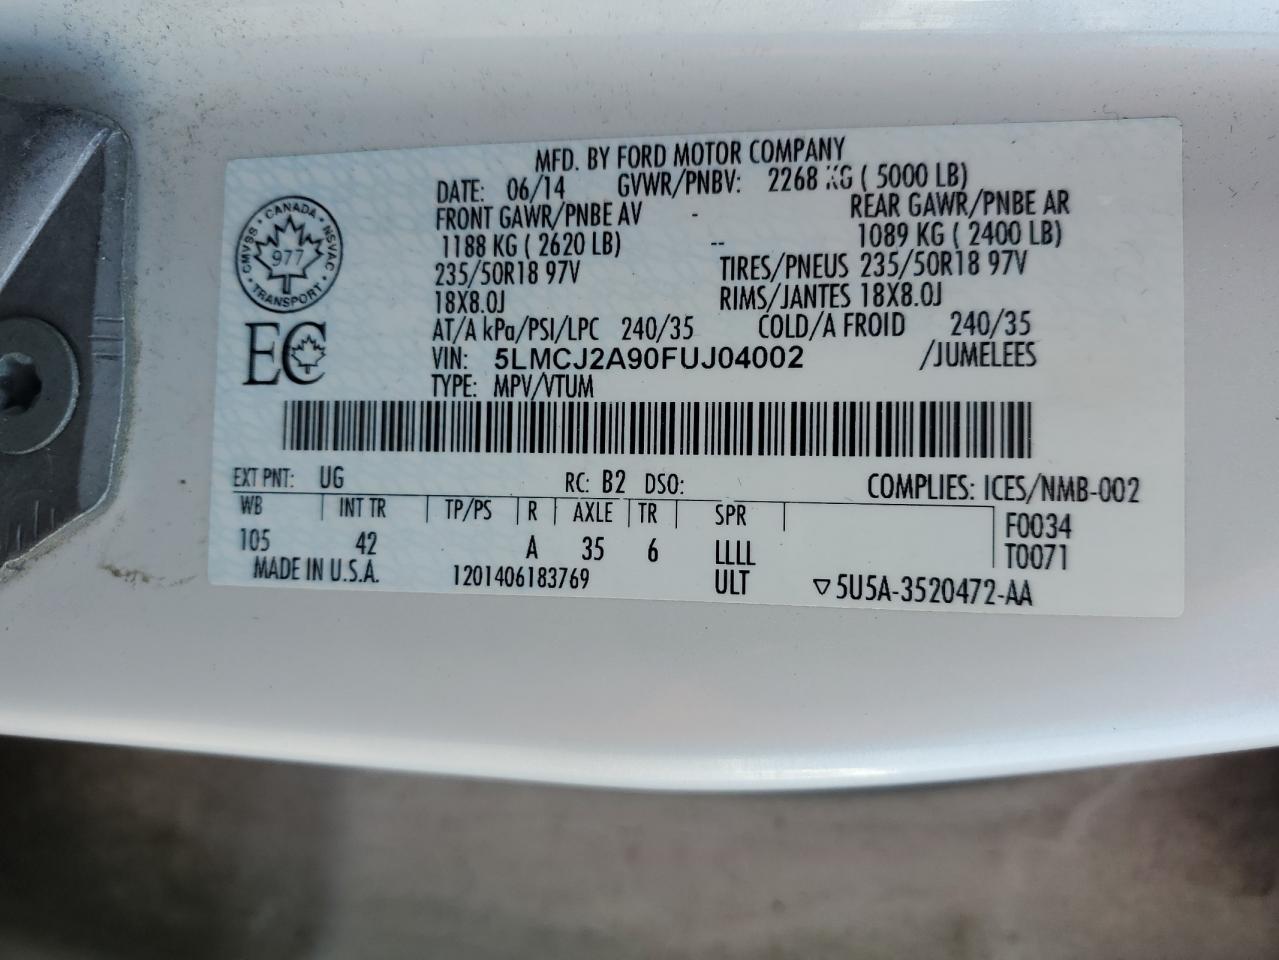 MFD. BY FORD MOTOR COMPANY
DATE: 06/14 GVWR/PNBV: 2268 KG ( 5000 LB)
FRONT GAWR/PNBE AV - REAR GAWR/PNBE AR
1188 KG ( 2620 LB) -- 1089 KG ( 2400 LB)
235/50R18 97V TIRES/PNEUS 235/50R18 97V
18X8.0J RIMS/JANTES 18X8.0J
AT/A kPa/PSI/LPC 240/35 COLD/A FROID 240/35
VIN: 5LMCJ2A90FUJ04002 /JUMELEES
TYPE: MPV/VTUM
CANADA
CMVSS NSVAC
977
TRANSPORT
EC
EXT PNT: UG RC: B2 DSO: COMPLIES: ICES/NMB-002
WB INT TR TP/PS R AXLE TR SPR F0034
105 42 A 35 6 LLLL T0071
MADE IN U.S.A. 1201406183769 ULT ▽5U5A-3520472-AA